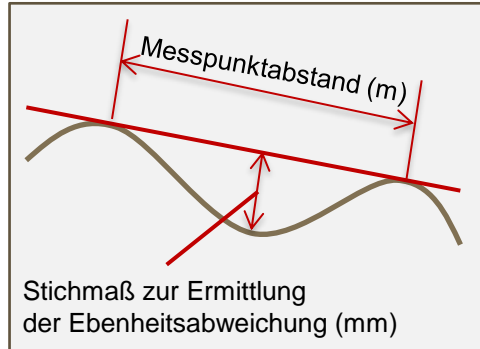 Messpunktabstand (m)
Stichmaß zur Ermittlung
der Ebenheitsabweichung (mm)